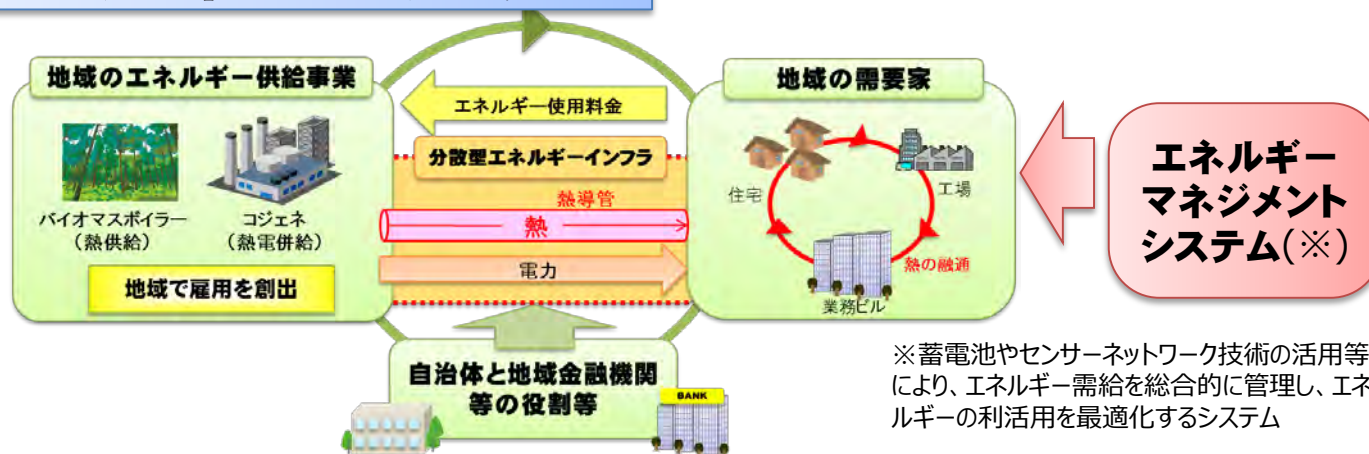 地域のエネルギー供給事業
バイオマスボイラー
（熱供給）
コジェネ
（熱電併給）
地域で雇用を創出
エネルギー使用料金
分散型エネルギーインフラ
熱導管
熱
電力
地域の需要家
住宅
工場
熱の融通
業務ビル
自治体と地域金融機関
等の役割等
BANK
エネルギー
マネジメント
システム(※)
※蓄電池やセンサーネットワーク技術の活用等
により、エネルギー需給を総合的に管理し、エネ
ルギーの利活用を最適化するシステム